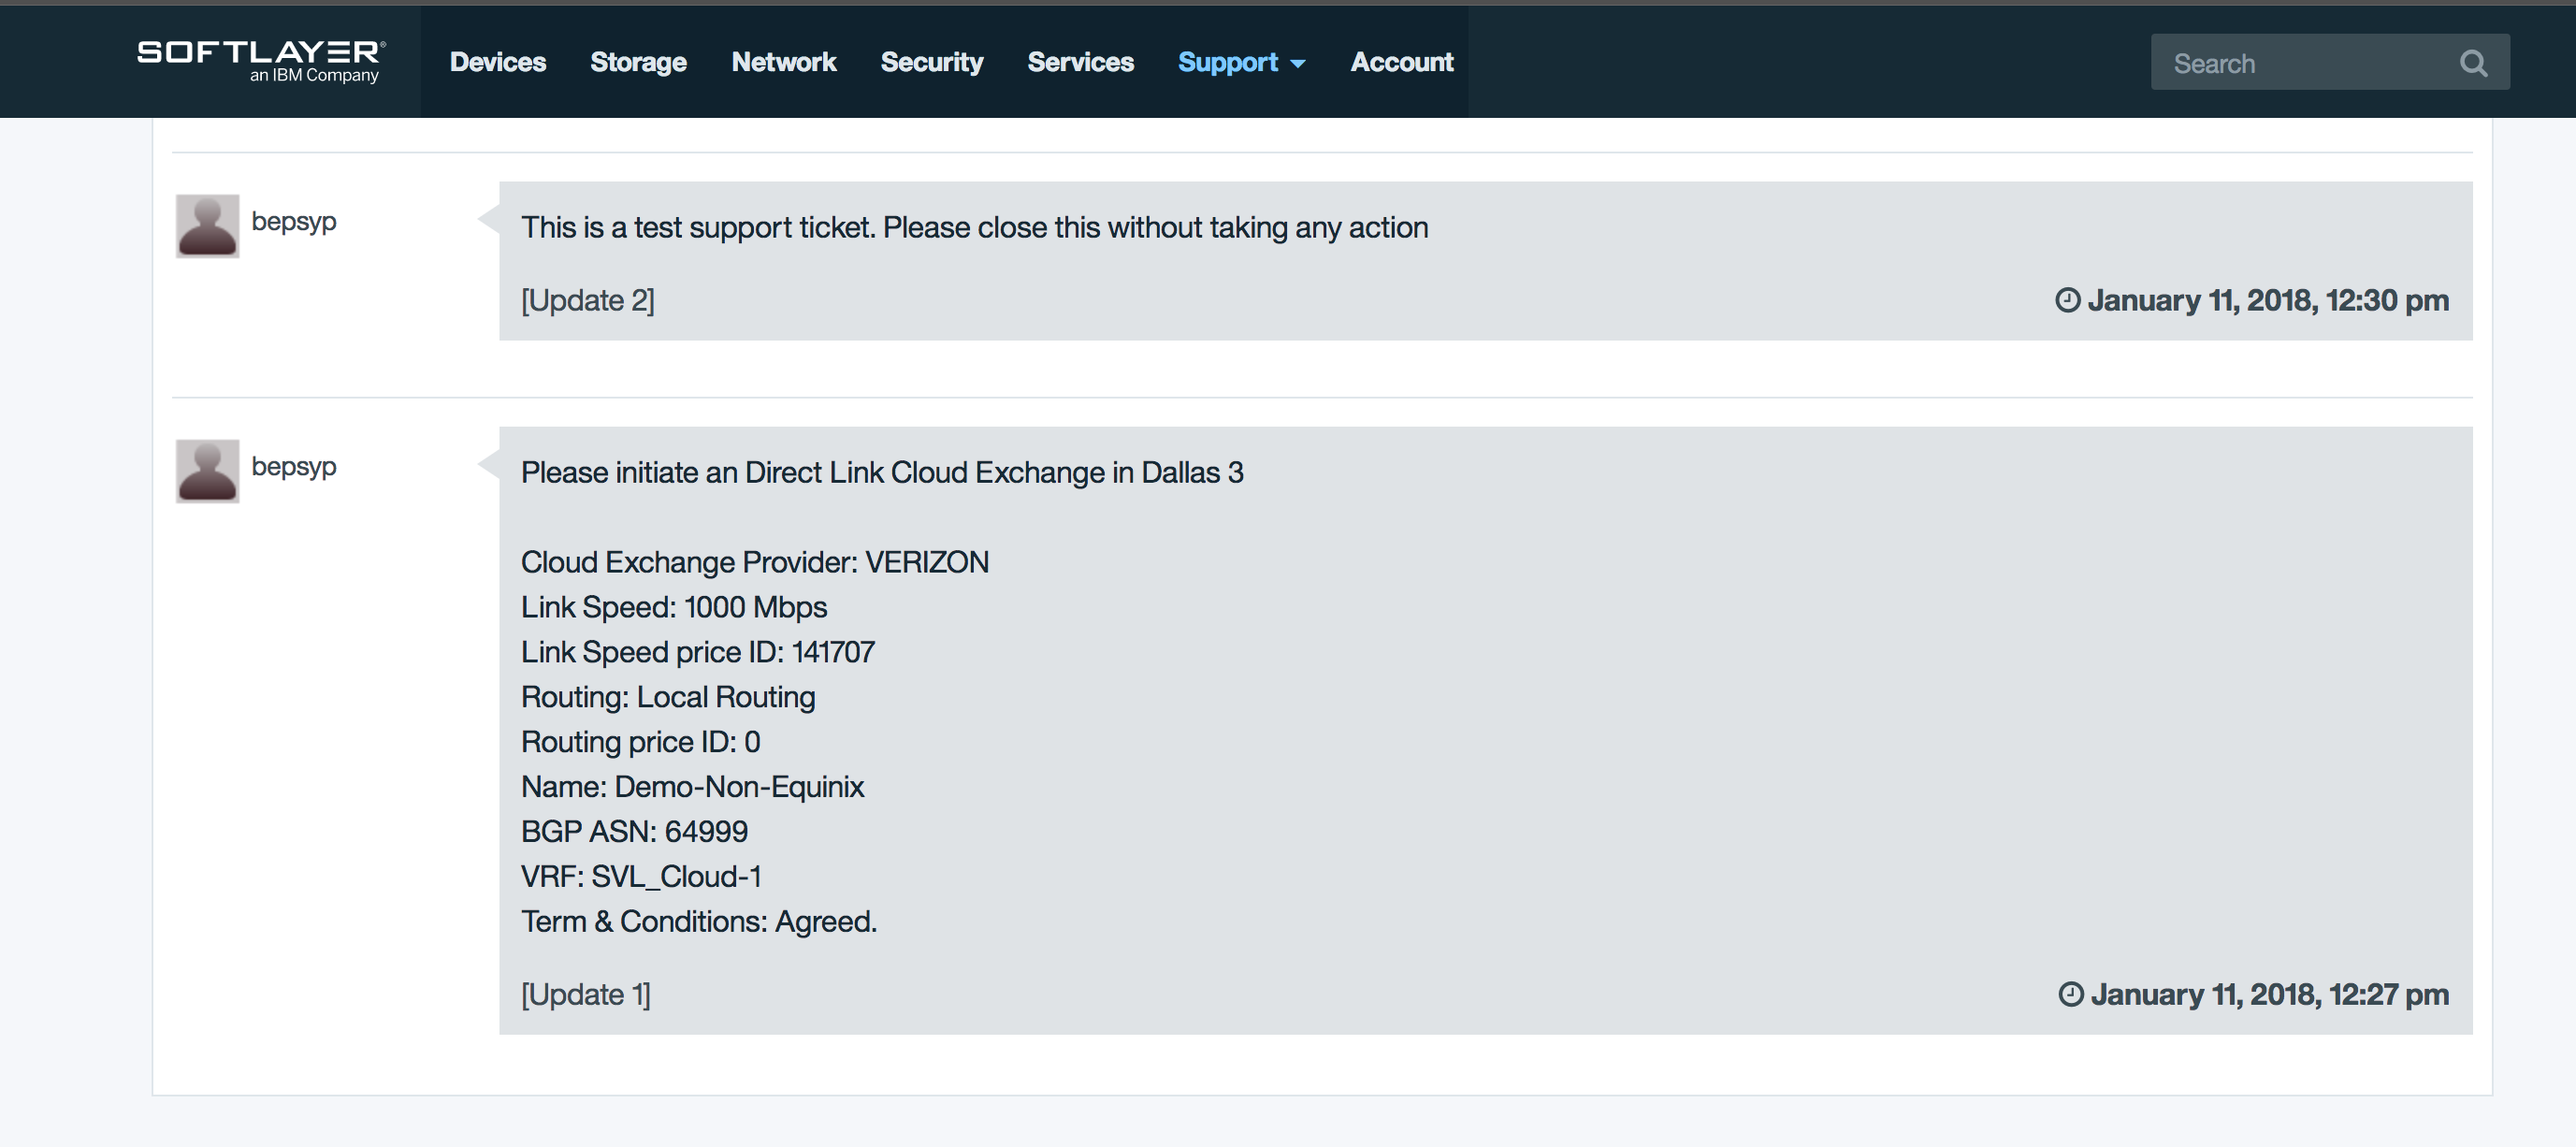 SOFTLAYER®
an IBM Company
Devices Storage Network Security Services Support Account
Search
bepsyp
This is a test support ticket. Please close this without taking any action
[Update 2]
January 11, 2018, 12:30 pm
bepsyp
Please initiate an Direct Link Cloud Exchange in Dallas 3
Cloud Exchange Provider: VERIZON
Link Speed: 1000 Mbps
Link Speed price ID: 141707
Routing: Local Routing
Routing price ID: 0
Name: Demo-Non-Equinix
BGP ASN: 64999
VRF: SVL_Cloud-1
Term & Conditions: Agreed.
[Update 1]
January 11, 2018, 12:27 pm